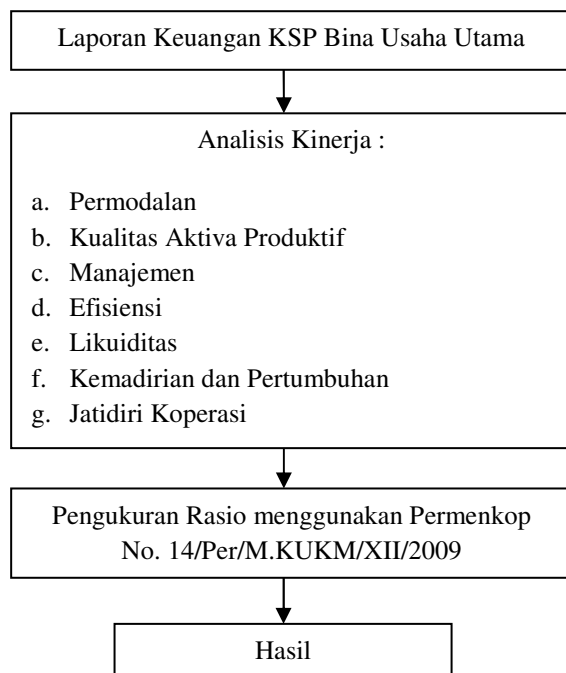 Laporan Keuangan KSP Bina Usaha Utama
Analisis Kinerja :
a. Permodalan
b. Kualitas Aktiva Produktif
c. Manajemen
d. Efisiensi
e. Likuiditas
f. Kemadirian dan Pertumbuhan
g. Jatidiri Koperasi
Pengukuran Rasio menggunakan Permenkop
No. 14/Per/M.KUKM/XII/2009
Hasil